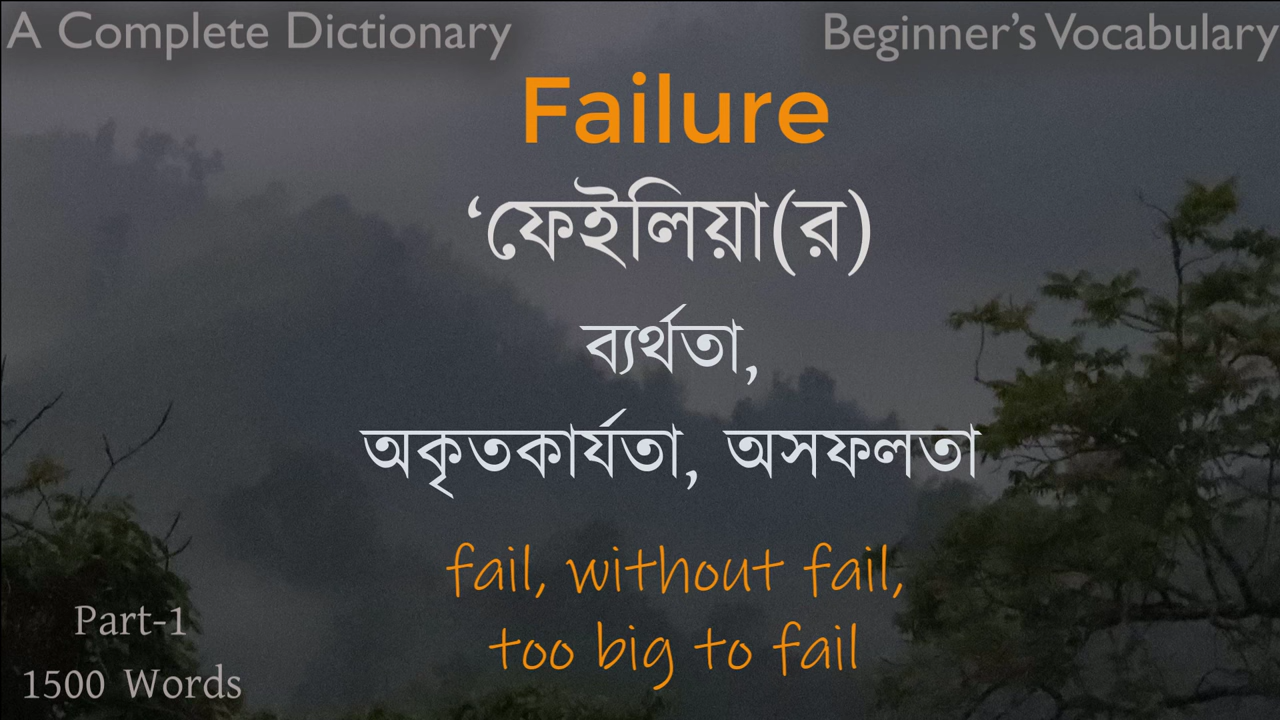 A Complete Dictionary
Beginner's Vocabulary
Failure
‘ফেইলিয়া(র)
ব্যর্থতা,
অকৃতকার্যতা, অসফলতা
fail, without fail,
too big to fail
Part-1
1500 Words